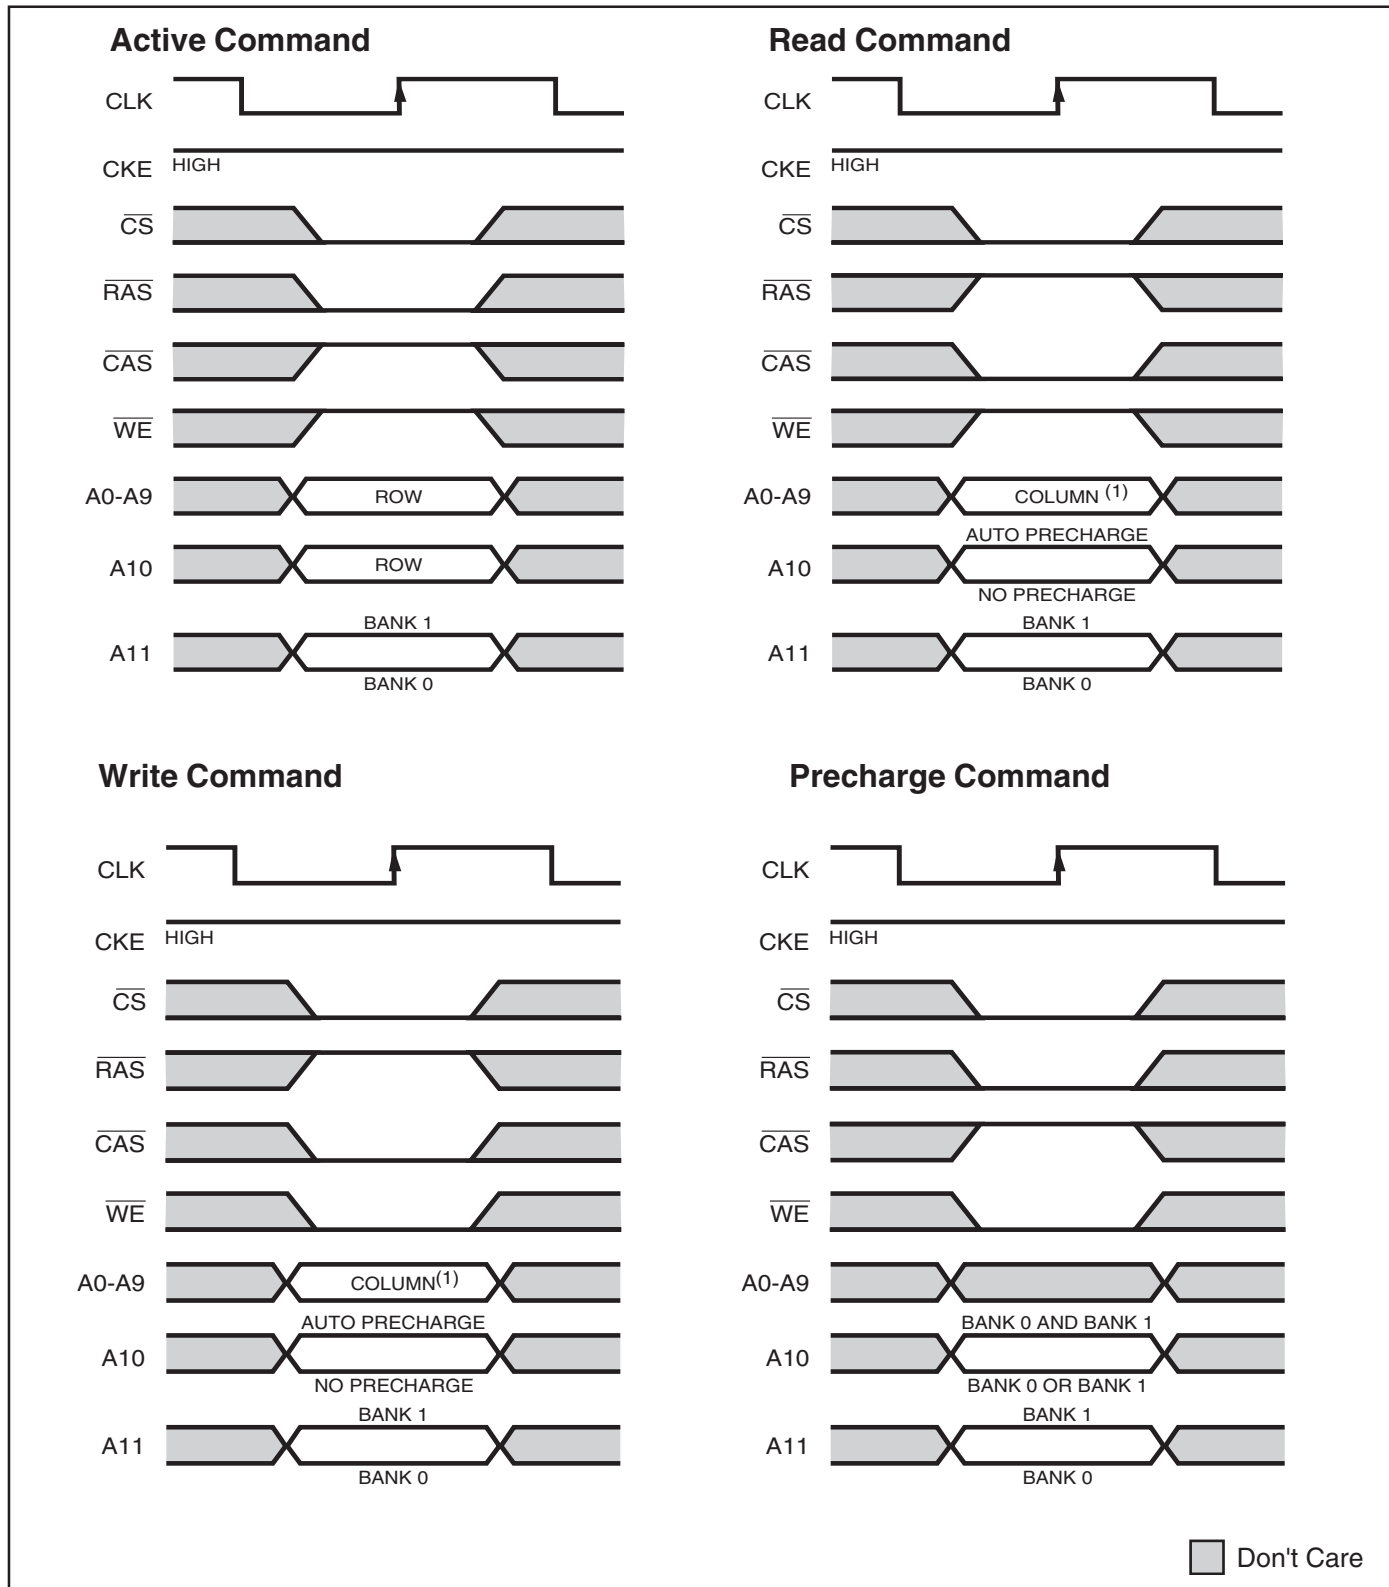 Active Command
CLK
CKE HIGH
CS
RAS
CAS
WE
A0-A9 ROW
A10 ROW
BANK 1
A11
BANK 0
Read Command
CLK
CKE HIGH
CS
RAS
CAS
WE
A0-A9 COLUMN (1)
AUTO PRECHARGE
A10
NO PRECHARGE
BANK 1
A11
BANK 0
Write Command
CLK
CKE HIGH
CS
RAS
CAS
WE
A0-A9 COLUMN(1)
AUTO PRECHARGE
A10
NO PRECHARGE
BANK 1
A11
BANK 0
Precharge Command
CLK
CKE HIGH
CS
RAS
CAS
WE
A0-A9
BANK 0 AND BANK 1
A10
BANK 0 OR BANK 1
BANK 1
A11
BANK 0
Don't Care